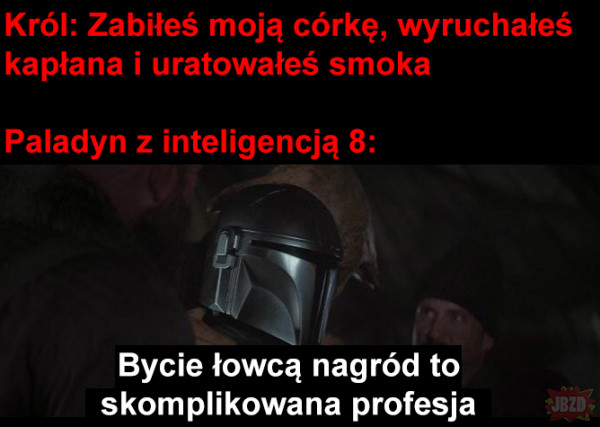 Król: Zabiłeś moją córkę, wyruchałeś
kapłana i uratowałeś smoka
Paladyn z inteligencją 8:
Bycie łowcą nagród to
skomplikowana profesja
JBZD